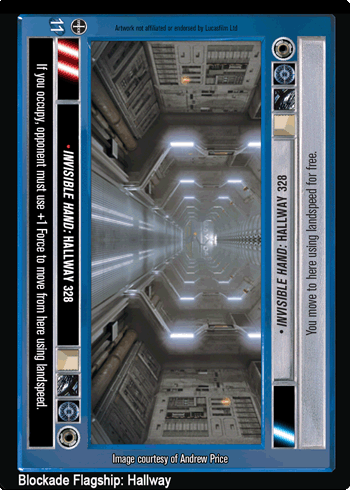 11
Artwork not affiliated or endorsed by Lucasfilm Ltd
• INVISIBLE HAND: HALLWAY 328
If you occupy, opponent must use +1 Force to move from here using landspeed.
• INVISIBLE HAND: HALLWAY 328
You move to here using landspeed for free.
Image courtesy of Andrew Price
Blockade Flagship: Hallway